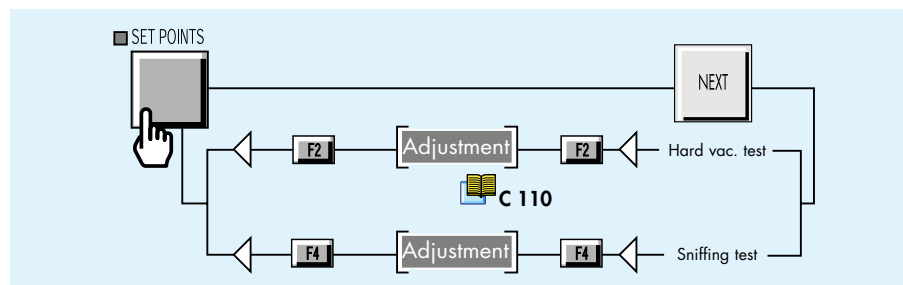 SET POINTS
NEXT
F2 Adjustment F2 Hard vac. test
C 110
F4 Adjustment F4 Sniffing test